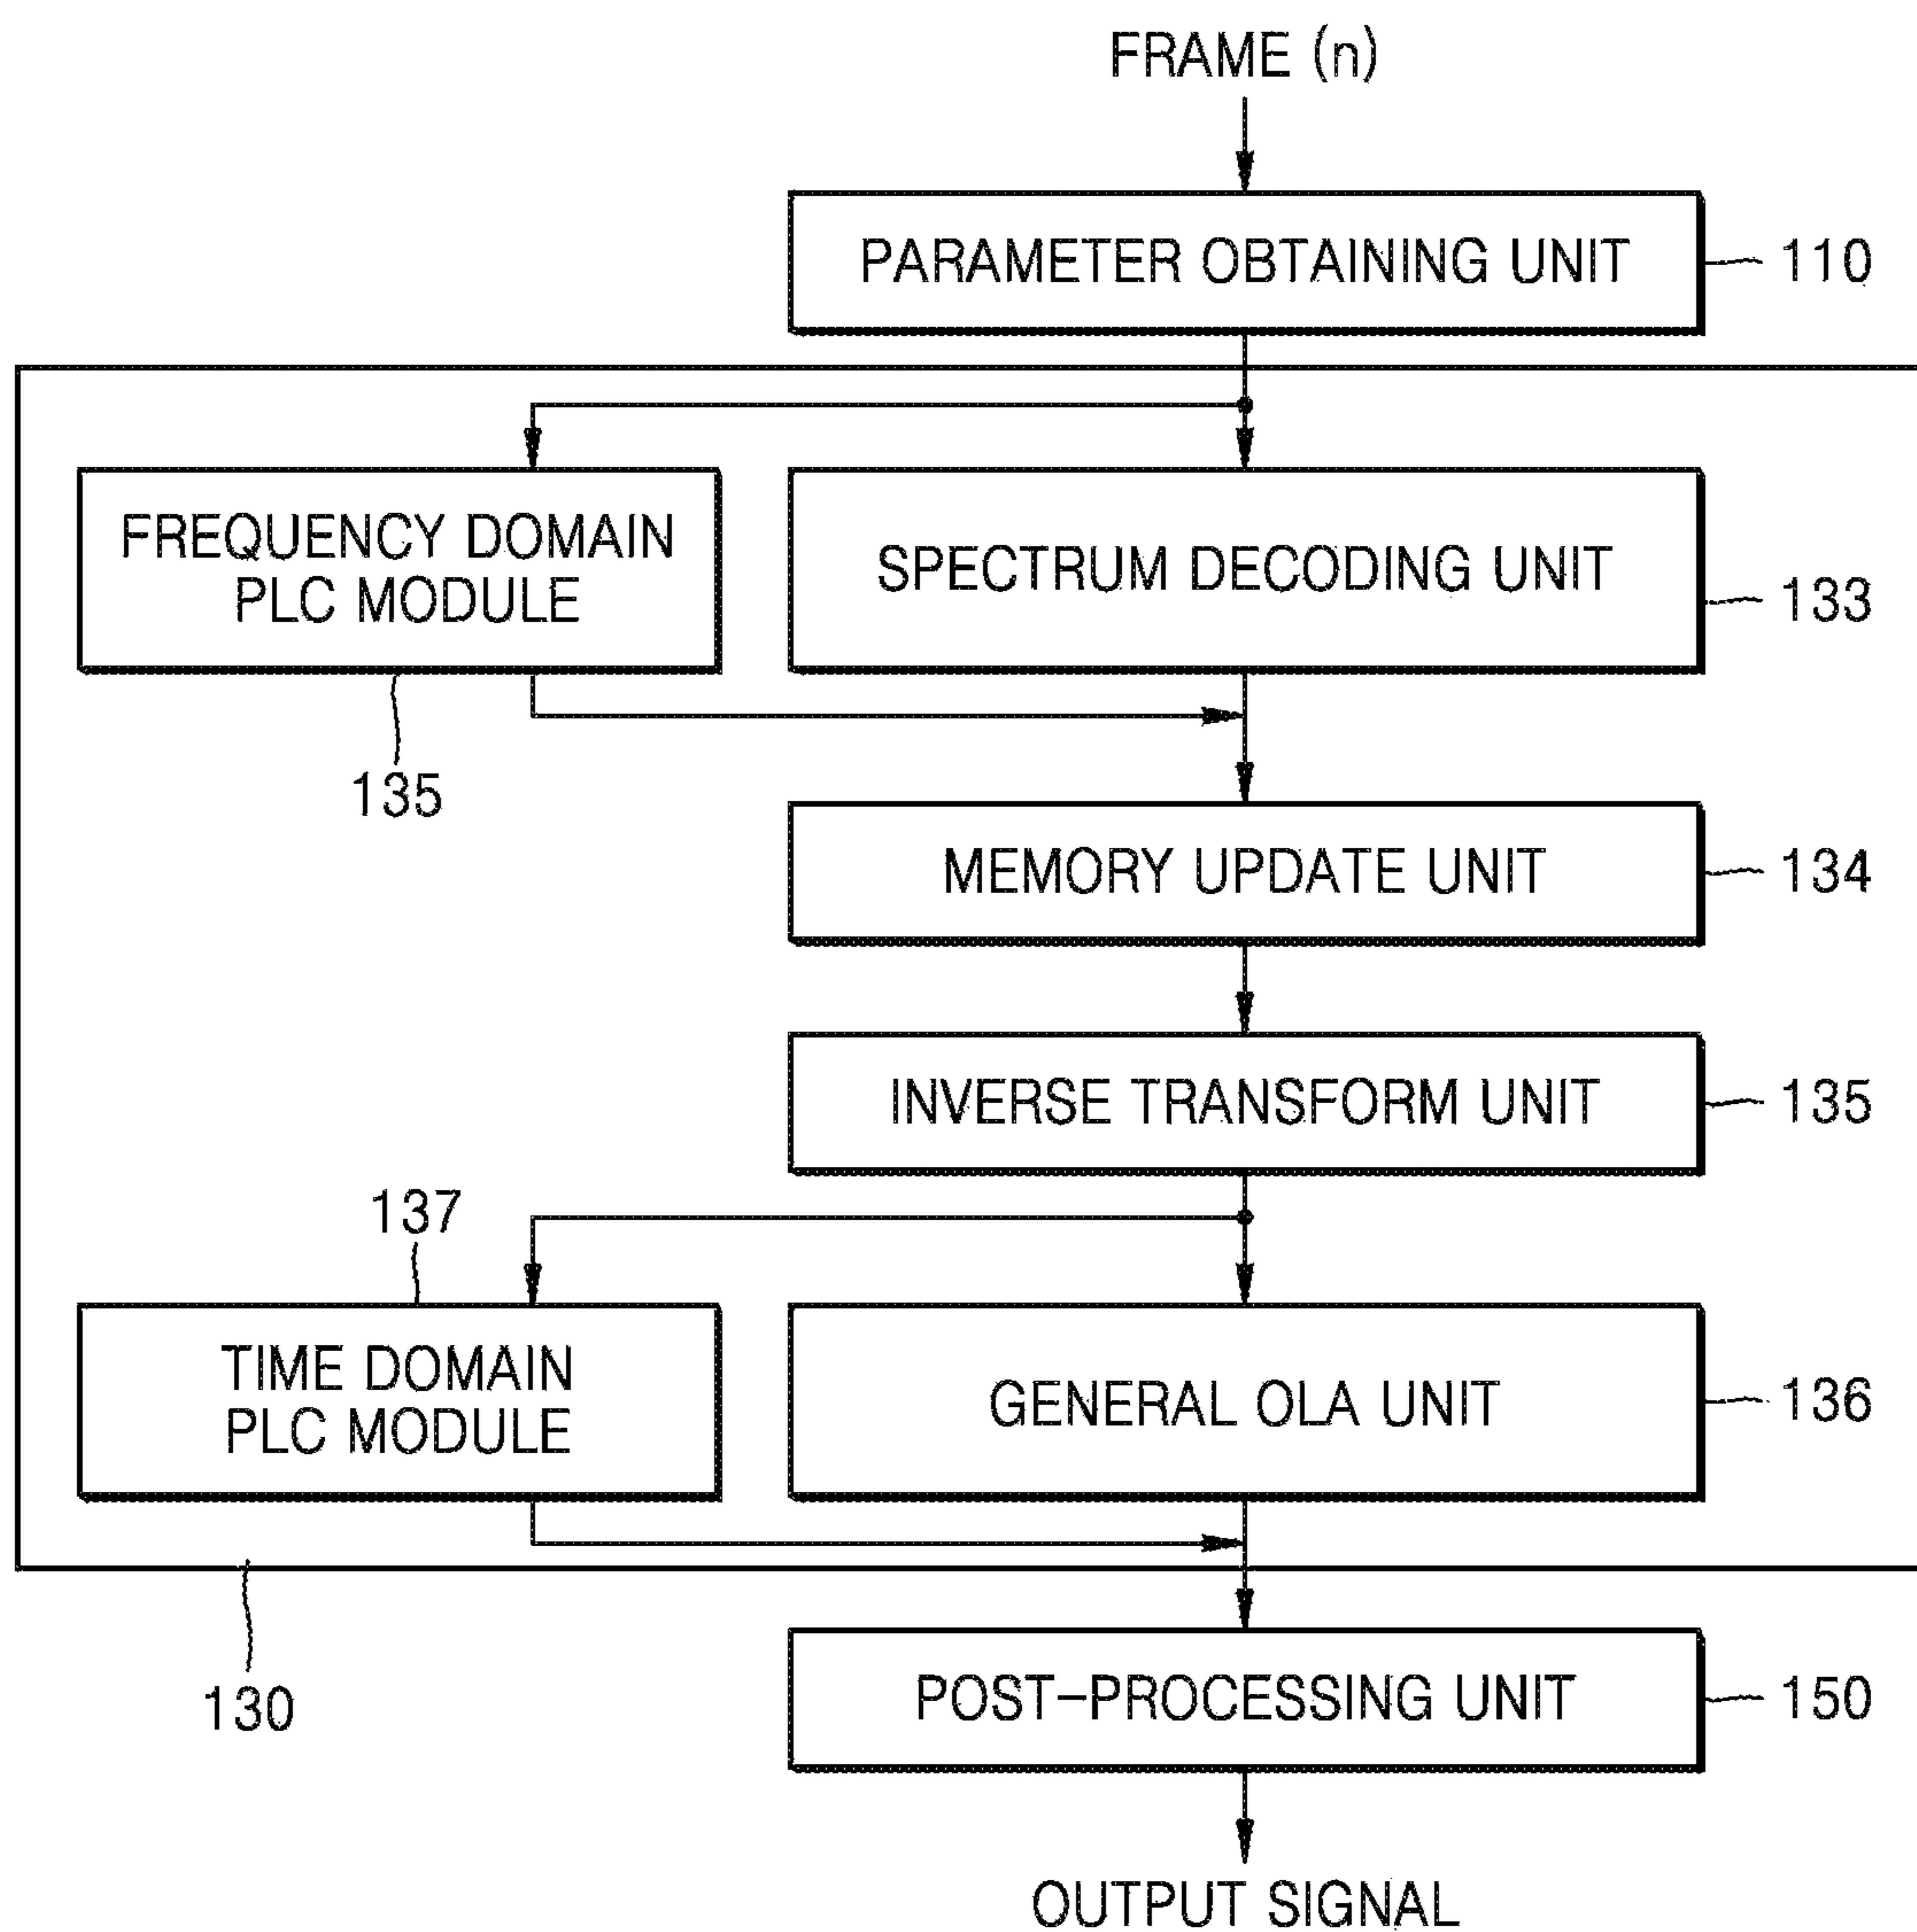 FRAME (n)
PARAMETER OBTAINING UNIT
110
FREQUENCY DOMAIN
PLC MODULE
135
SPECTRUM DECODING UNIT
133
MEMORY UPDATE UNIT
134
INVERSE TRANSFORM UNIT
135
137
TIME DOMAIN
PLC MODULE
GENERAL OLA UNIT
136
130
POST-PROCESSING UNIT
150
OUTPUT SIGNAL